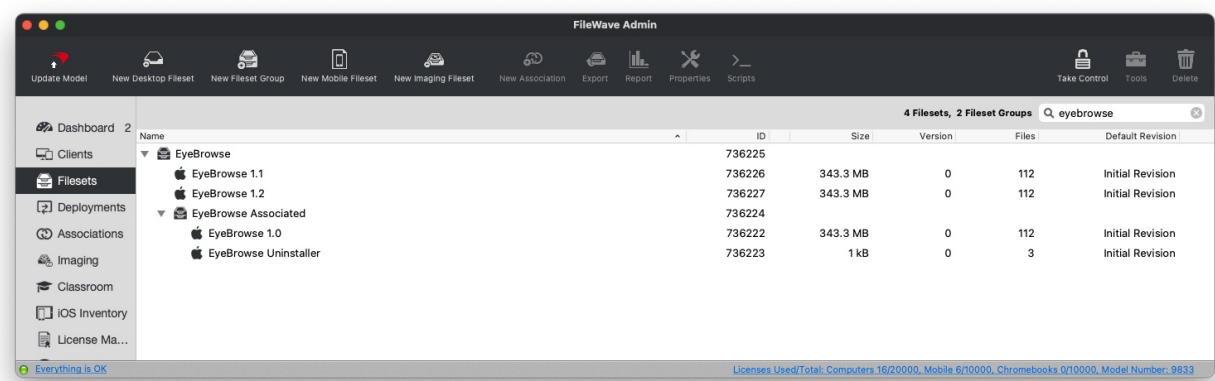 FileWave Admin
Update Model New Desktop Fileset New Fileset Group New Mobile Fileset New Imaging Fileset New Association Export Report Properties Scripts Take Control Tools Delete
4 Filesets, 2 Fileset Groups eyebrowse
Dashboard 2
Clients
Filesets
Deployments
Associations
Imaging
Classroom
iOS Inventory
License Ma...
Name ID Size Version Files Default Revision
EyeBrowse 736225
EyeBrowse 1.1 736226 343.3 MB 0 112 Initial Revision
EyeBrowse 1.2 736227 343.3 MB 0 112 Initial Revision
EyeBrowse Associated 736224
EyeBrowse 1.0 736222 343.3 MB 0 112 Initial Revision
EyeBrowse Uninstaller 736223 1 kB 0 3 Initial Revision
Everything is OK Licenses Used/Total: Computers 16/20000, Mobile 6/10000, Chromebooks 0/10000, Model Number: 9833